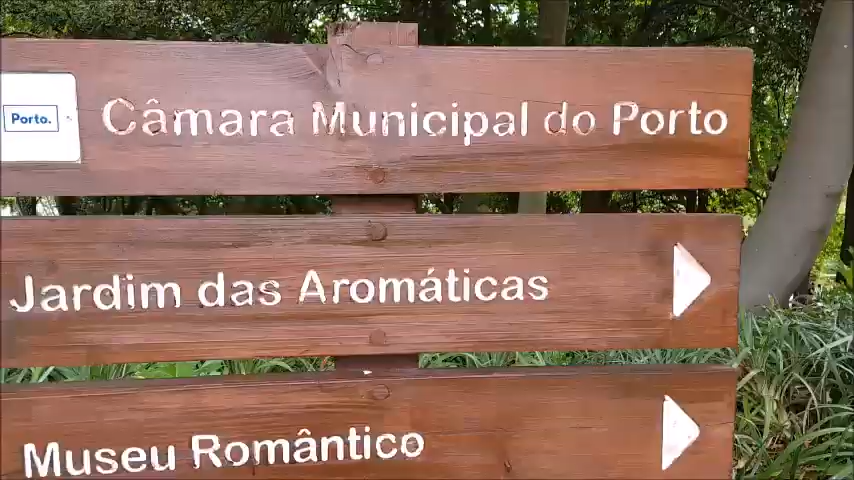 Porto.
Câmara Municipal do Porto
Jardim das Aromáticas
Museu Romântico